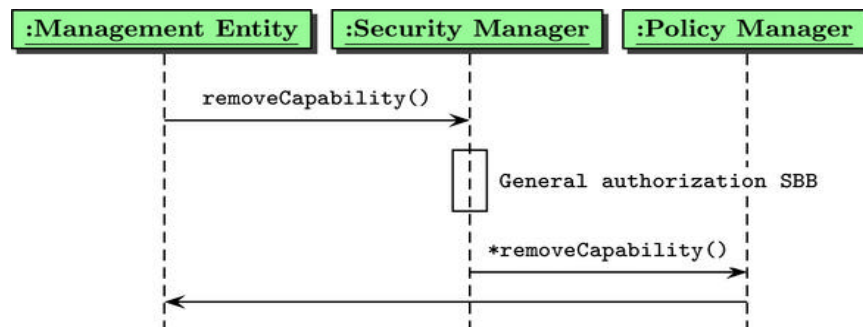 :Management Entity
:Security Manager
:Policy Manager
removeCapability()
General authorization SBB
*removeCapability()